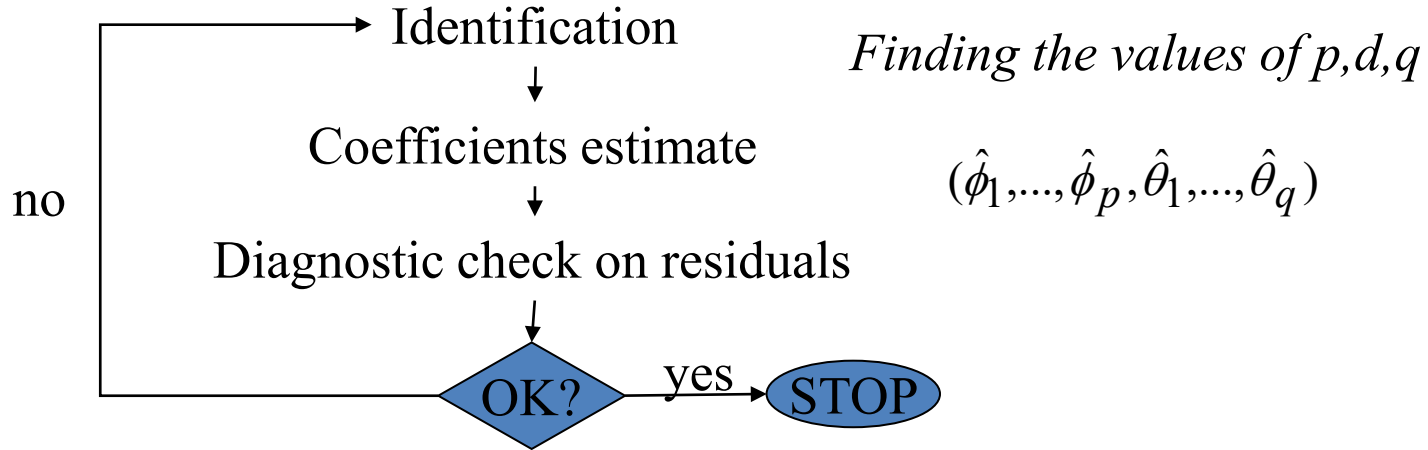 Identification
Finding the values of p,d,q
Coefficients estimate
(ϕ̂1,...,ϕ̂p,θ̂1,...,θ̂q)
no
Diagnostic check on residuals
OK?
yes
STOP